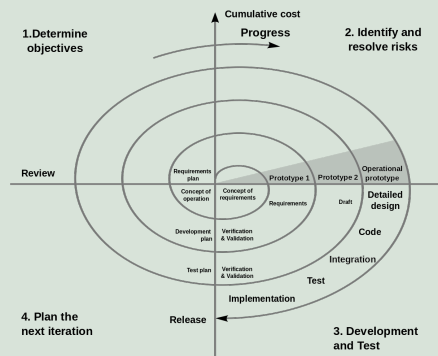 Cumulative cost
1.Determine
objectives
Progress
2. Identify and
resolve risks
Review
Requirements
plan
Prototype 1
Prototype 2
Operational
prototype
Concept of
operation
Concept of
requirements
Requirements
Draft
Detailed
design
Development
plan
Verification
& Validation
Code
Integration
Test plan
Verification
& Validation
Test
Implementation
Release
4. Plan the
next iteration
3. Development
and Test